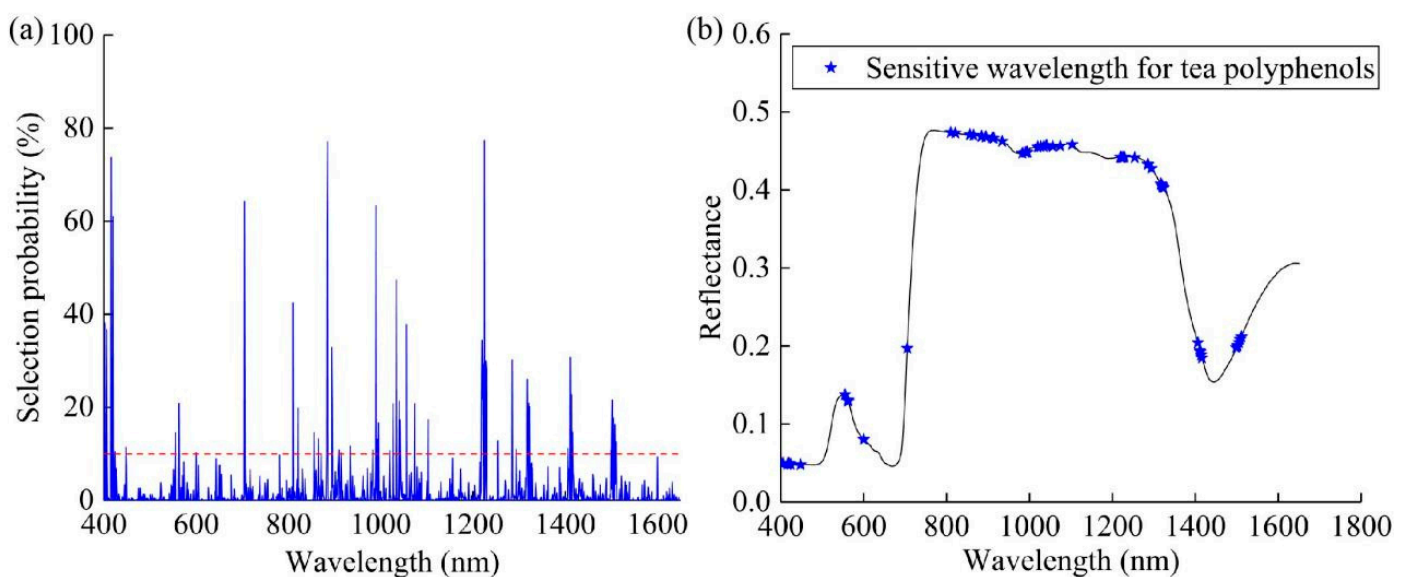 (a)
100
80
60
40
20
0
Selection probability (%)
400 600 800 1000 1200 1400 1600
Wavelength (nm)
(b)
0.6
0.5
0.4
0.3
0.2
0.1
0.0
Reflectance
Sensitive wavelength for tea polyphenols
400 600 800 1000 1200 1400 1600 1800
Wavelength (nm)